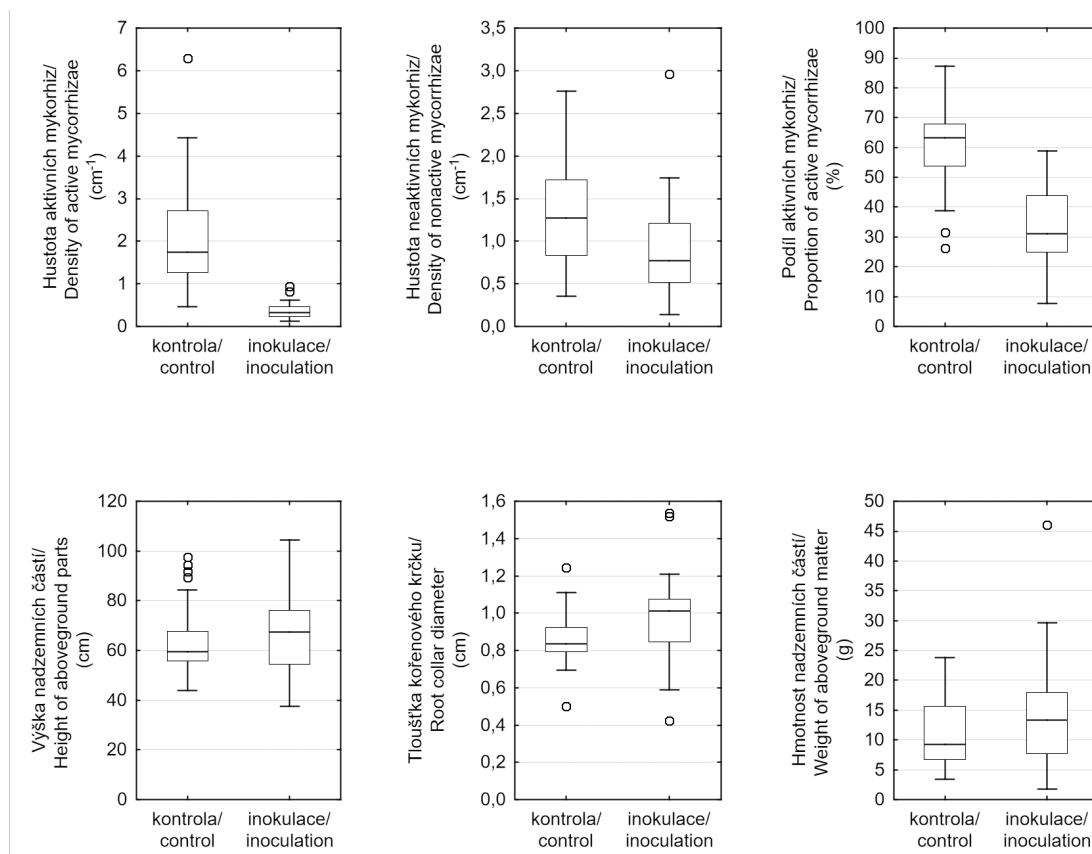 Hustota aktivních mykorhiz/
Density of active mycorrhizae
(cm-1)
7
6
5
4
3
2
1
0
kontrola/
control
inokulace/
inoculation
Hustota neaktivních mykorhiz/
Density of nonactive mycorrhizae
(cm-1)
3,5
3,0
2,5
2,0
1,5
1,0
0,5
0,0
kontrola/
control
inokulace/
inoculation
Podíl aktivních mykorhiz/
Proportion of active mycorrhizae
(%)
100
90
80
70
60
50
40
30
20
10
0
kontrola/
control
inokulace/
inoculation
Výška nadzemních částí/
Height of aboveground parts
(cm)
120
100
80
60
40
20
0
kontrola/
control
inokulace/
inoculation
Tloušťka kořenového krčku/
Root collar diameter
(cm)
1,6
1,4
1,2
1,0
0,8
0,6
0,4
0,2
0,0
kontrola/
control
inokulace/
inoculation
Hmotnost nadzemních částí/
Weight of aboveground matter
(g)
50
45
40
35
30
25
20
15
10
5
0
kontrola/
control
inokulace/
inoculation